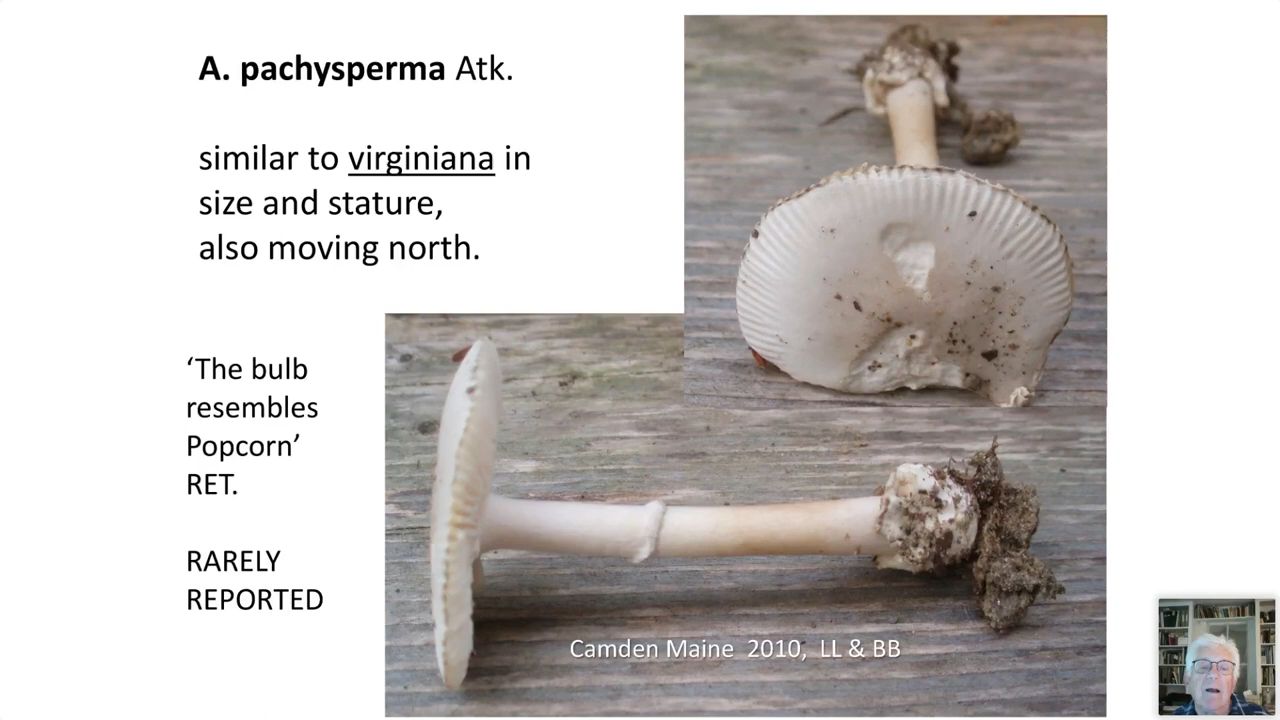 A. pachysperma Atk.
similar to virginiana in
size and stature,
also moving north.
‘The bulb
resembles
Popcorn’
RET.
RARELY
REPORTED
Camden Maine 2010, LL & BB